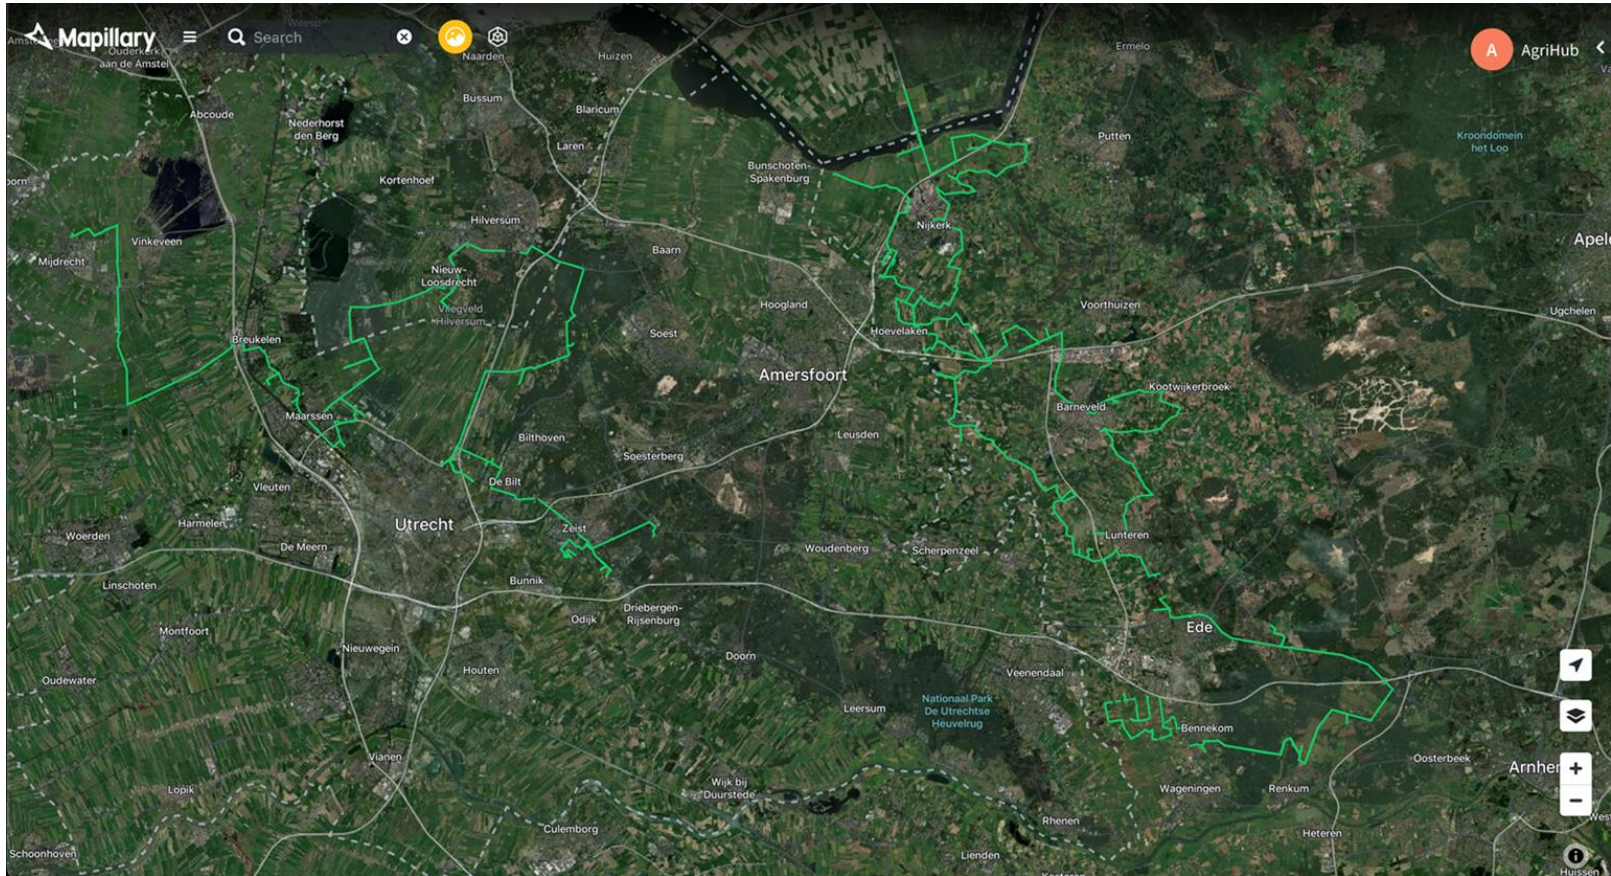 Mapillary
Search
A
AgriHub
Weesp
Ouderkerk
aan de Amstel
Naarden
Huizen
Ermelo
Bussum
Blaricum
Abcoude
Nederhorst
den Berg
Laren
Putten
Kroondomein
het Loo
Bunschoten-
Spakenburg
Kortenhoef
Hilversum
Nijkerk
Vinkeveen
Baarn
Apel
Mijdrecht
Nieuw-
Loosdrecht
Vliegveld
Hilversum
Hoogland
Voorthuizen
Ugchelen
Breukelen
Soest
Hoevelaken
Amersfoort
Kootwijkerbroek
Barneveld
Maarssen
Bilthoven
Leusden
Soesterberg
Vleuten
De Bilt
Harmelen
Utrecht
Zeist
Woerden
De Meern
Woudenberg
Scherpenzeel
Lunteren
Linschoten
Bunnik
Odijk
Driebergen-
Rijsenburg
Ede
Montfoort
Nieuwegein
Doorn
Houten
Veenendaal
Oudewater
Leersum
Nationaal Park
De Utrechtse
Heuvelrug
Bennekom
Vianen
Oosterbeek
Arnhe
Lopik
Wijk bij
Duurstede
Wageningen
Renkum
Rhenen
Culemborg
Heteren
Schoonhoven
Lienden
Huissen